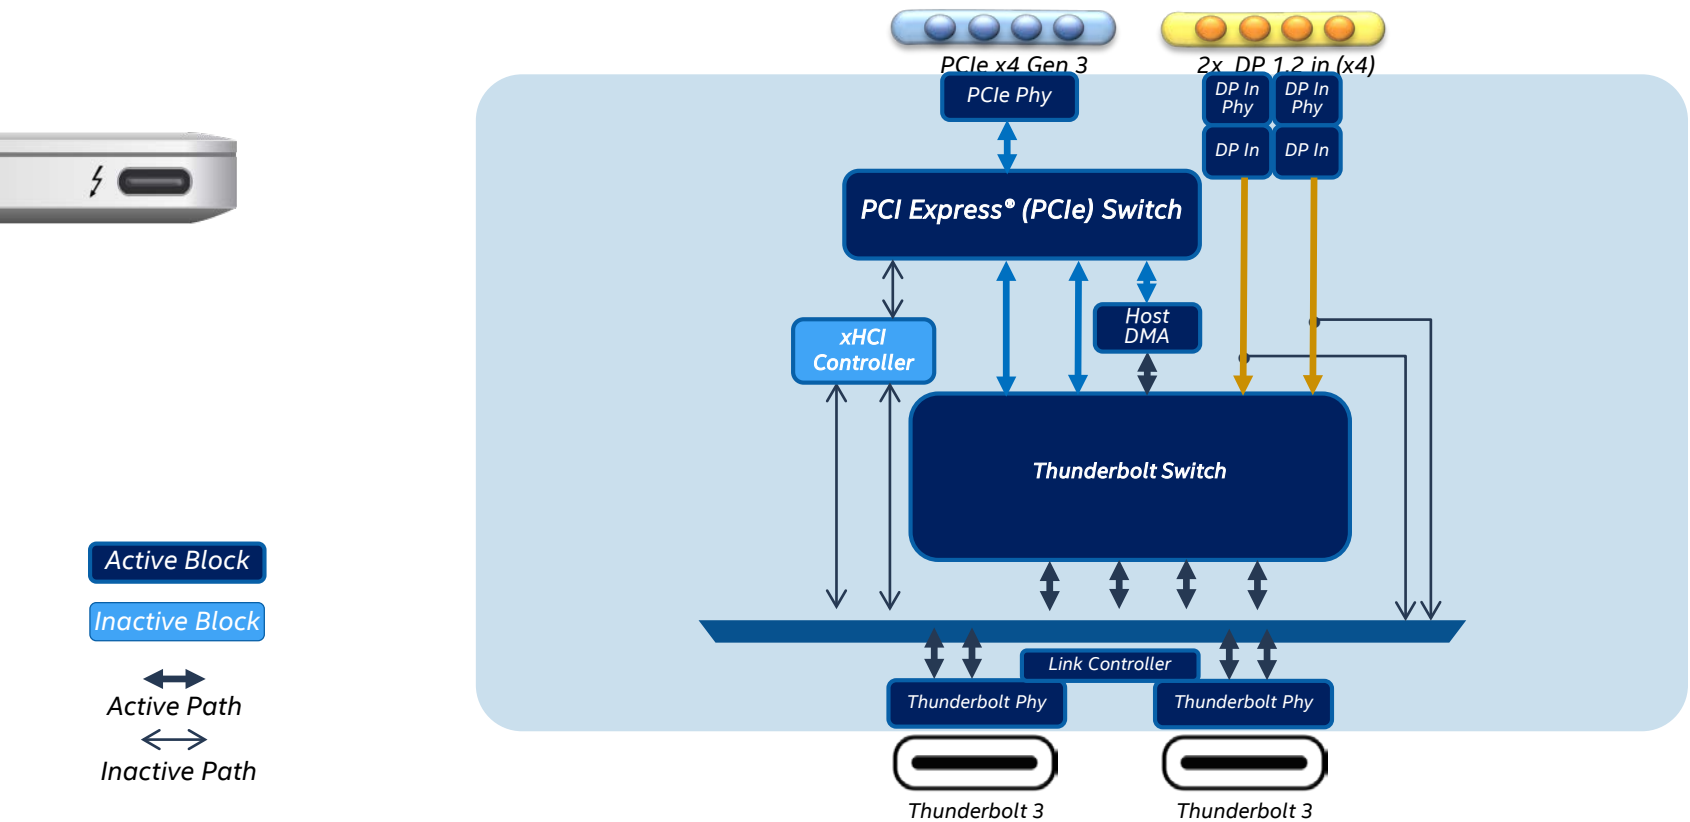 PCIe x4 Gen 3
2x DP 1.2 in (x4)
PCIe Phy
DP In
Phy
DP In
Phy
DP In
DP In
PCI Express® (PCIe) Switch
xHCI
Controller
Host
DMA
Thunderbolt Switch
Active Block
Inactive Block
Active Path
Inactive Path
Link Controller
Thunderbolt Phy
Thunderbolt Phy
Thunderbolt 3
Thunderbolt 3